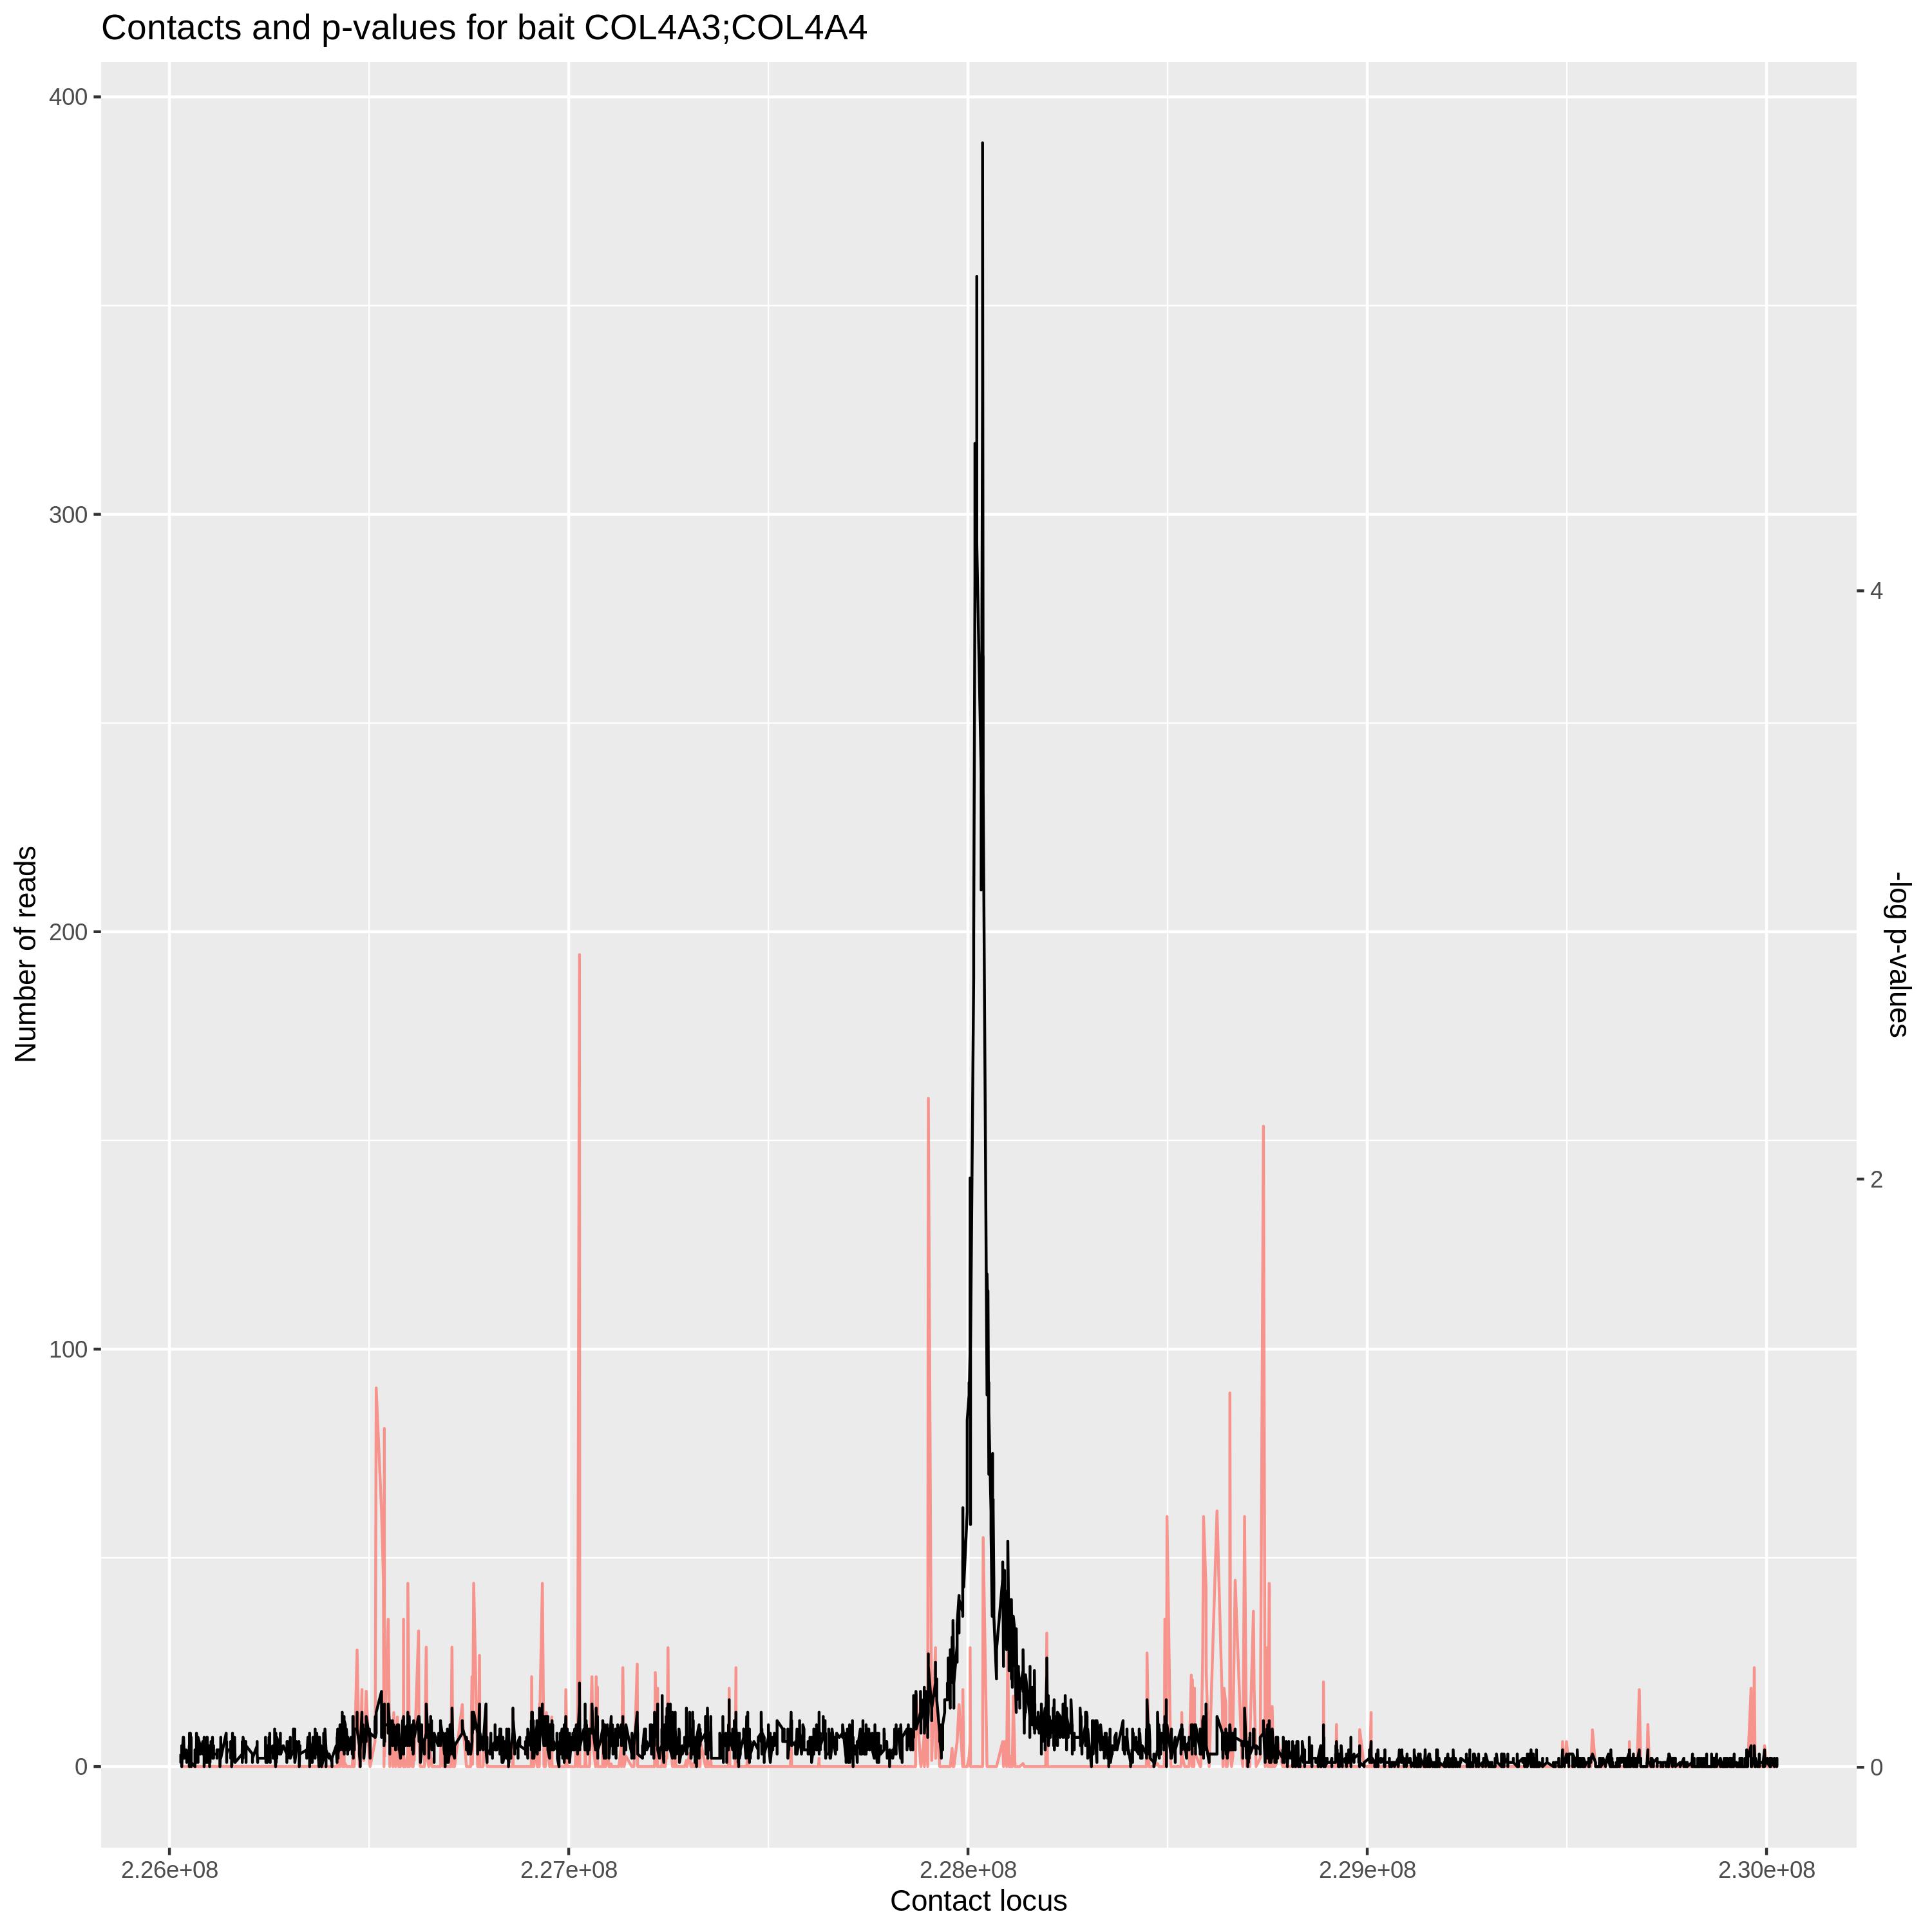 Contacts and p-values for bait COL4A3;COL4A4
400
300
200
100
0
Number of reads
4
2
0
-log p-values
2.26e+08
2.27e+08
2.28e+08
2.29e+08
2.30e+08
Contact locus